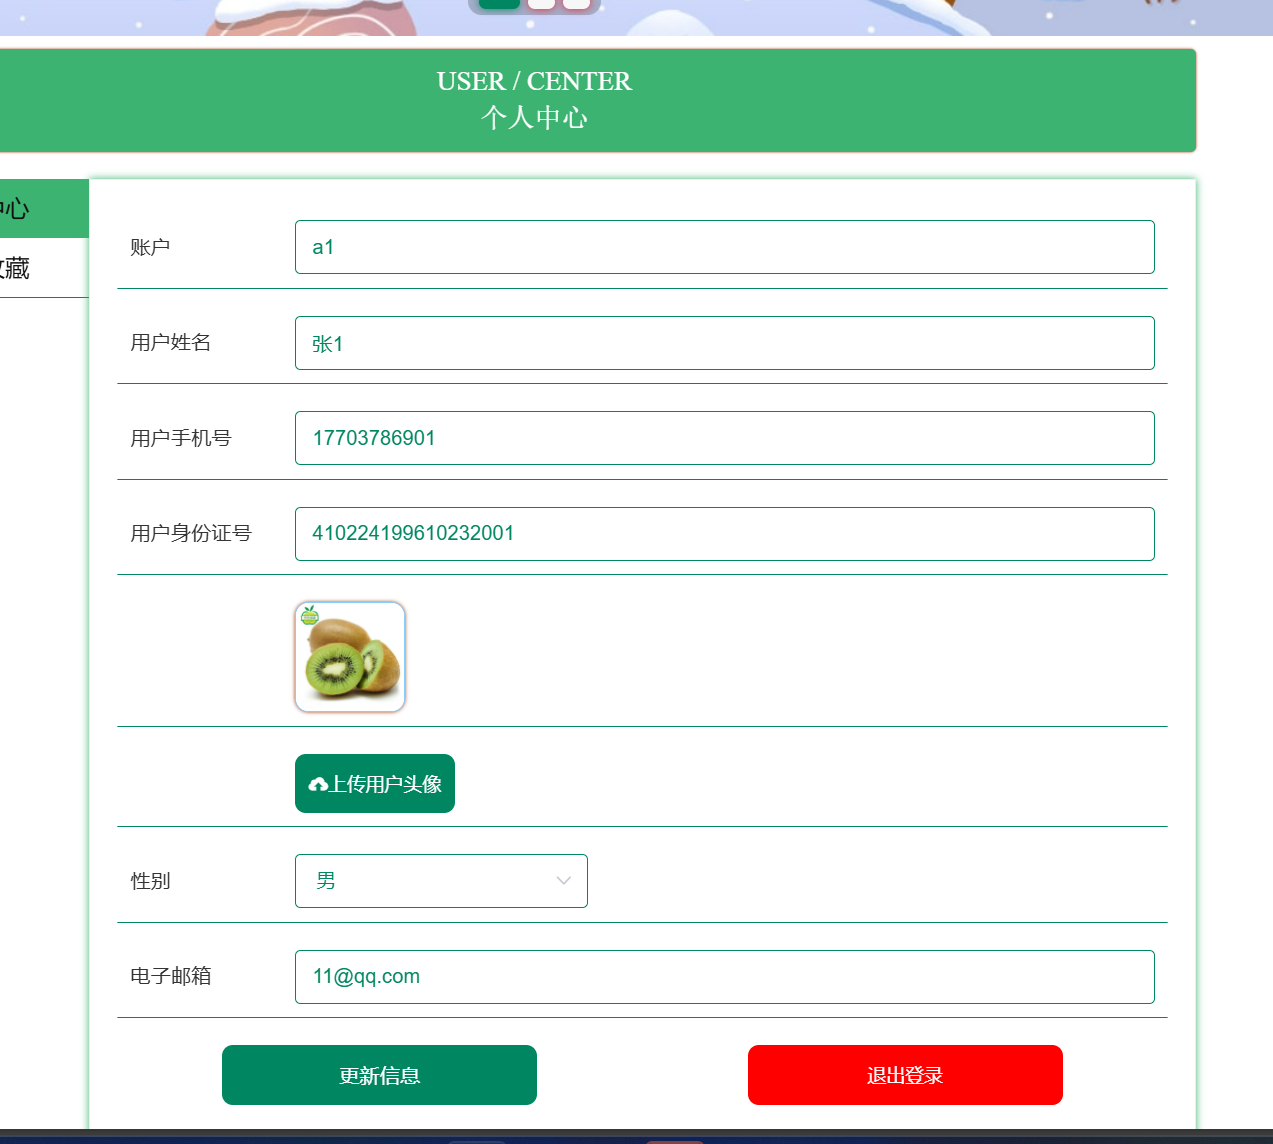 USER / CENTER
个人中心
中心
收藏
账户
a1
用户姓名
张1
用户手机号
17703786901
用户身份证号
410224199610232001
上传用户头像
性别
男
电子邮箱
11@qq.com
更新信息
退出登录